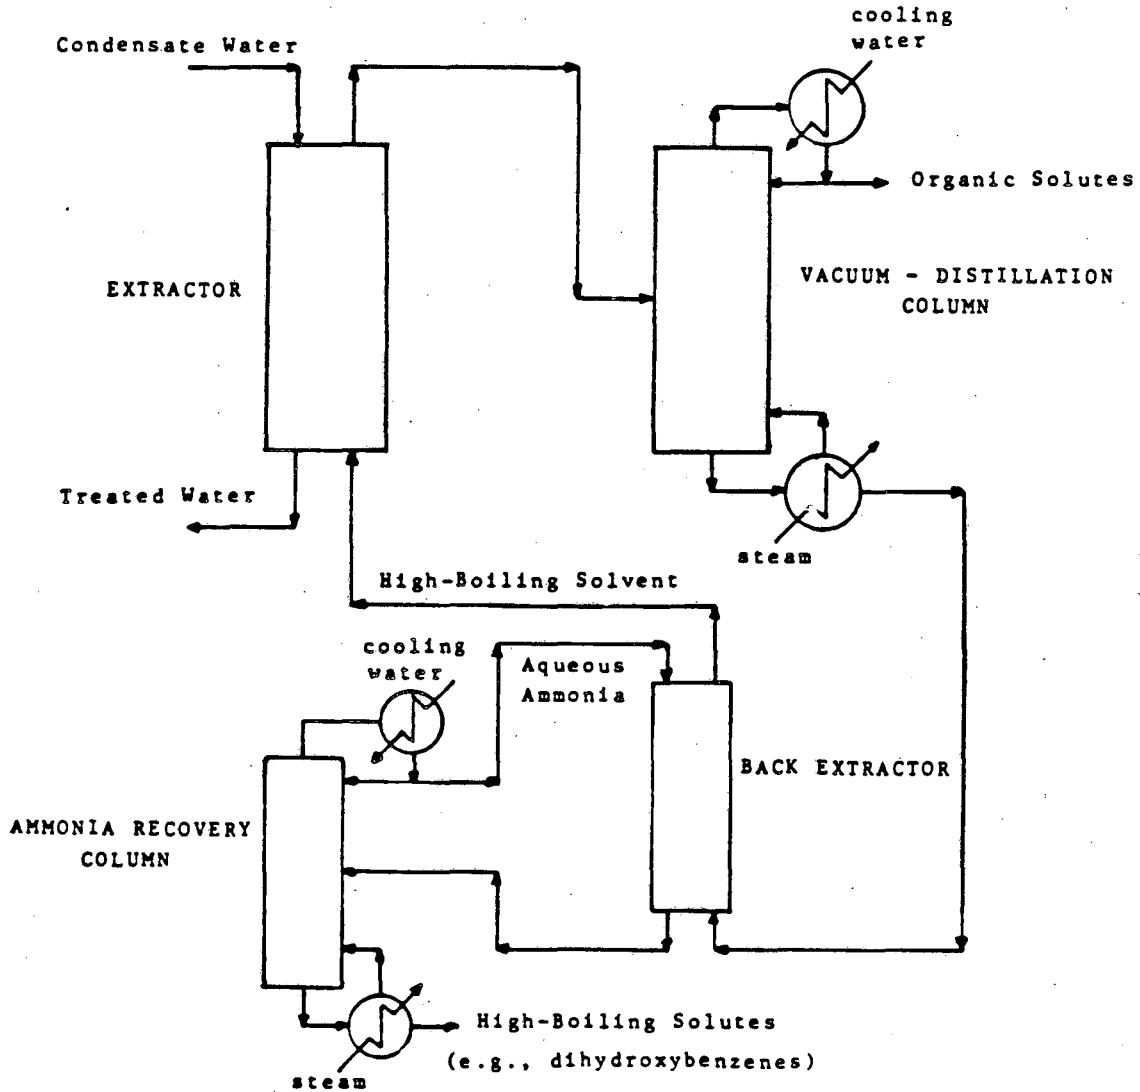 cooling
water
Condensate Water
Organic Solutes
EXTRACTOR
VACUUM - DISTILLATION
COLUMN
Treated Water
steam
High-Boiling Solvent
cooling
water
Aqueous
Ammonia
BACK EXTRACTOR
AMMONIA RECOVERY
COLUMN
High-Boiling Solutes
(e.g., dihydroxybenzenes)
steam